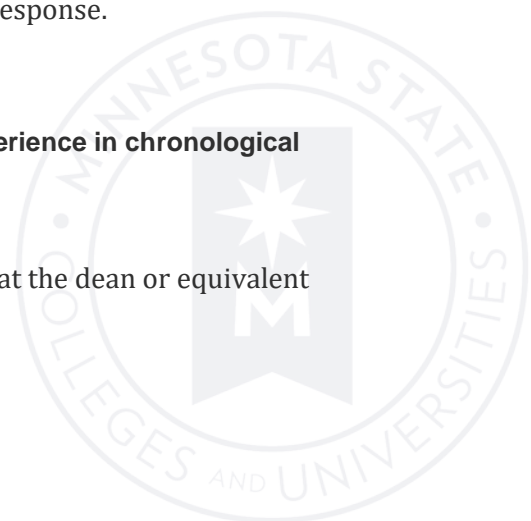 esponse.
MINNESOTA STATE
erience in chronological
at the dean or equivalent
M
COLLEGES AND UNIVERSITIES